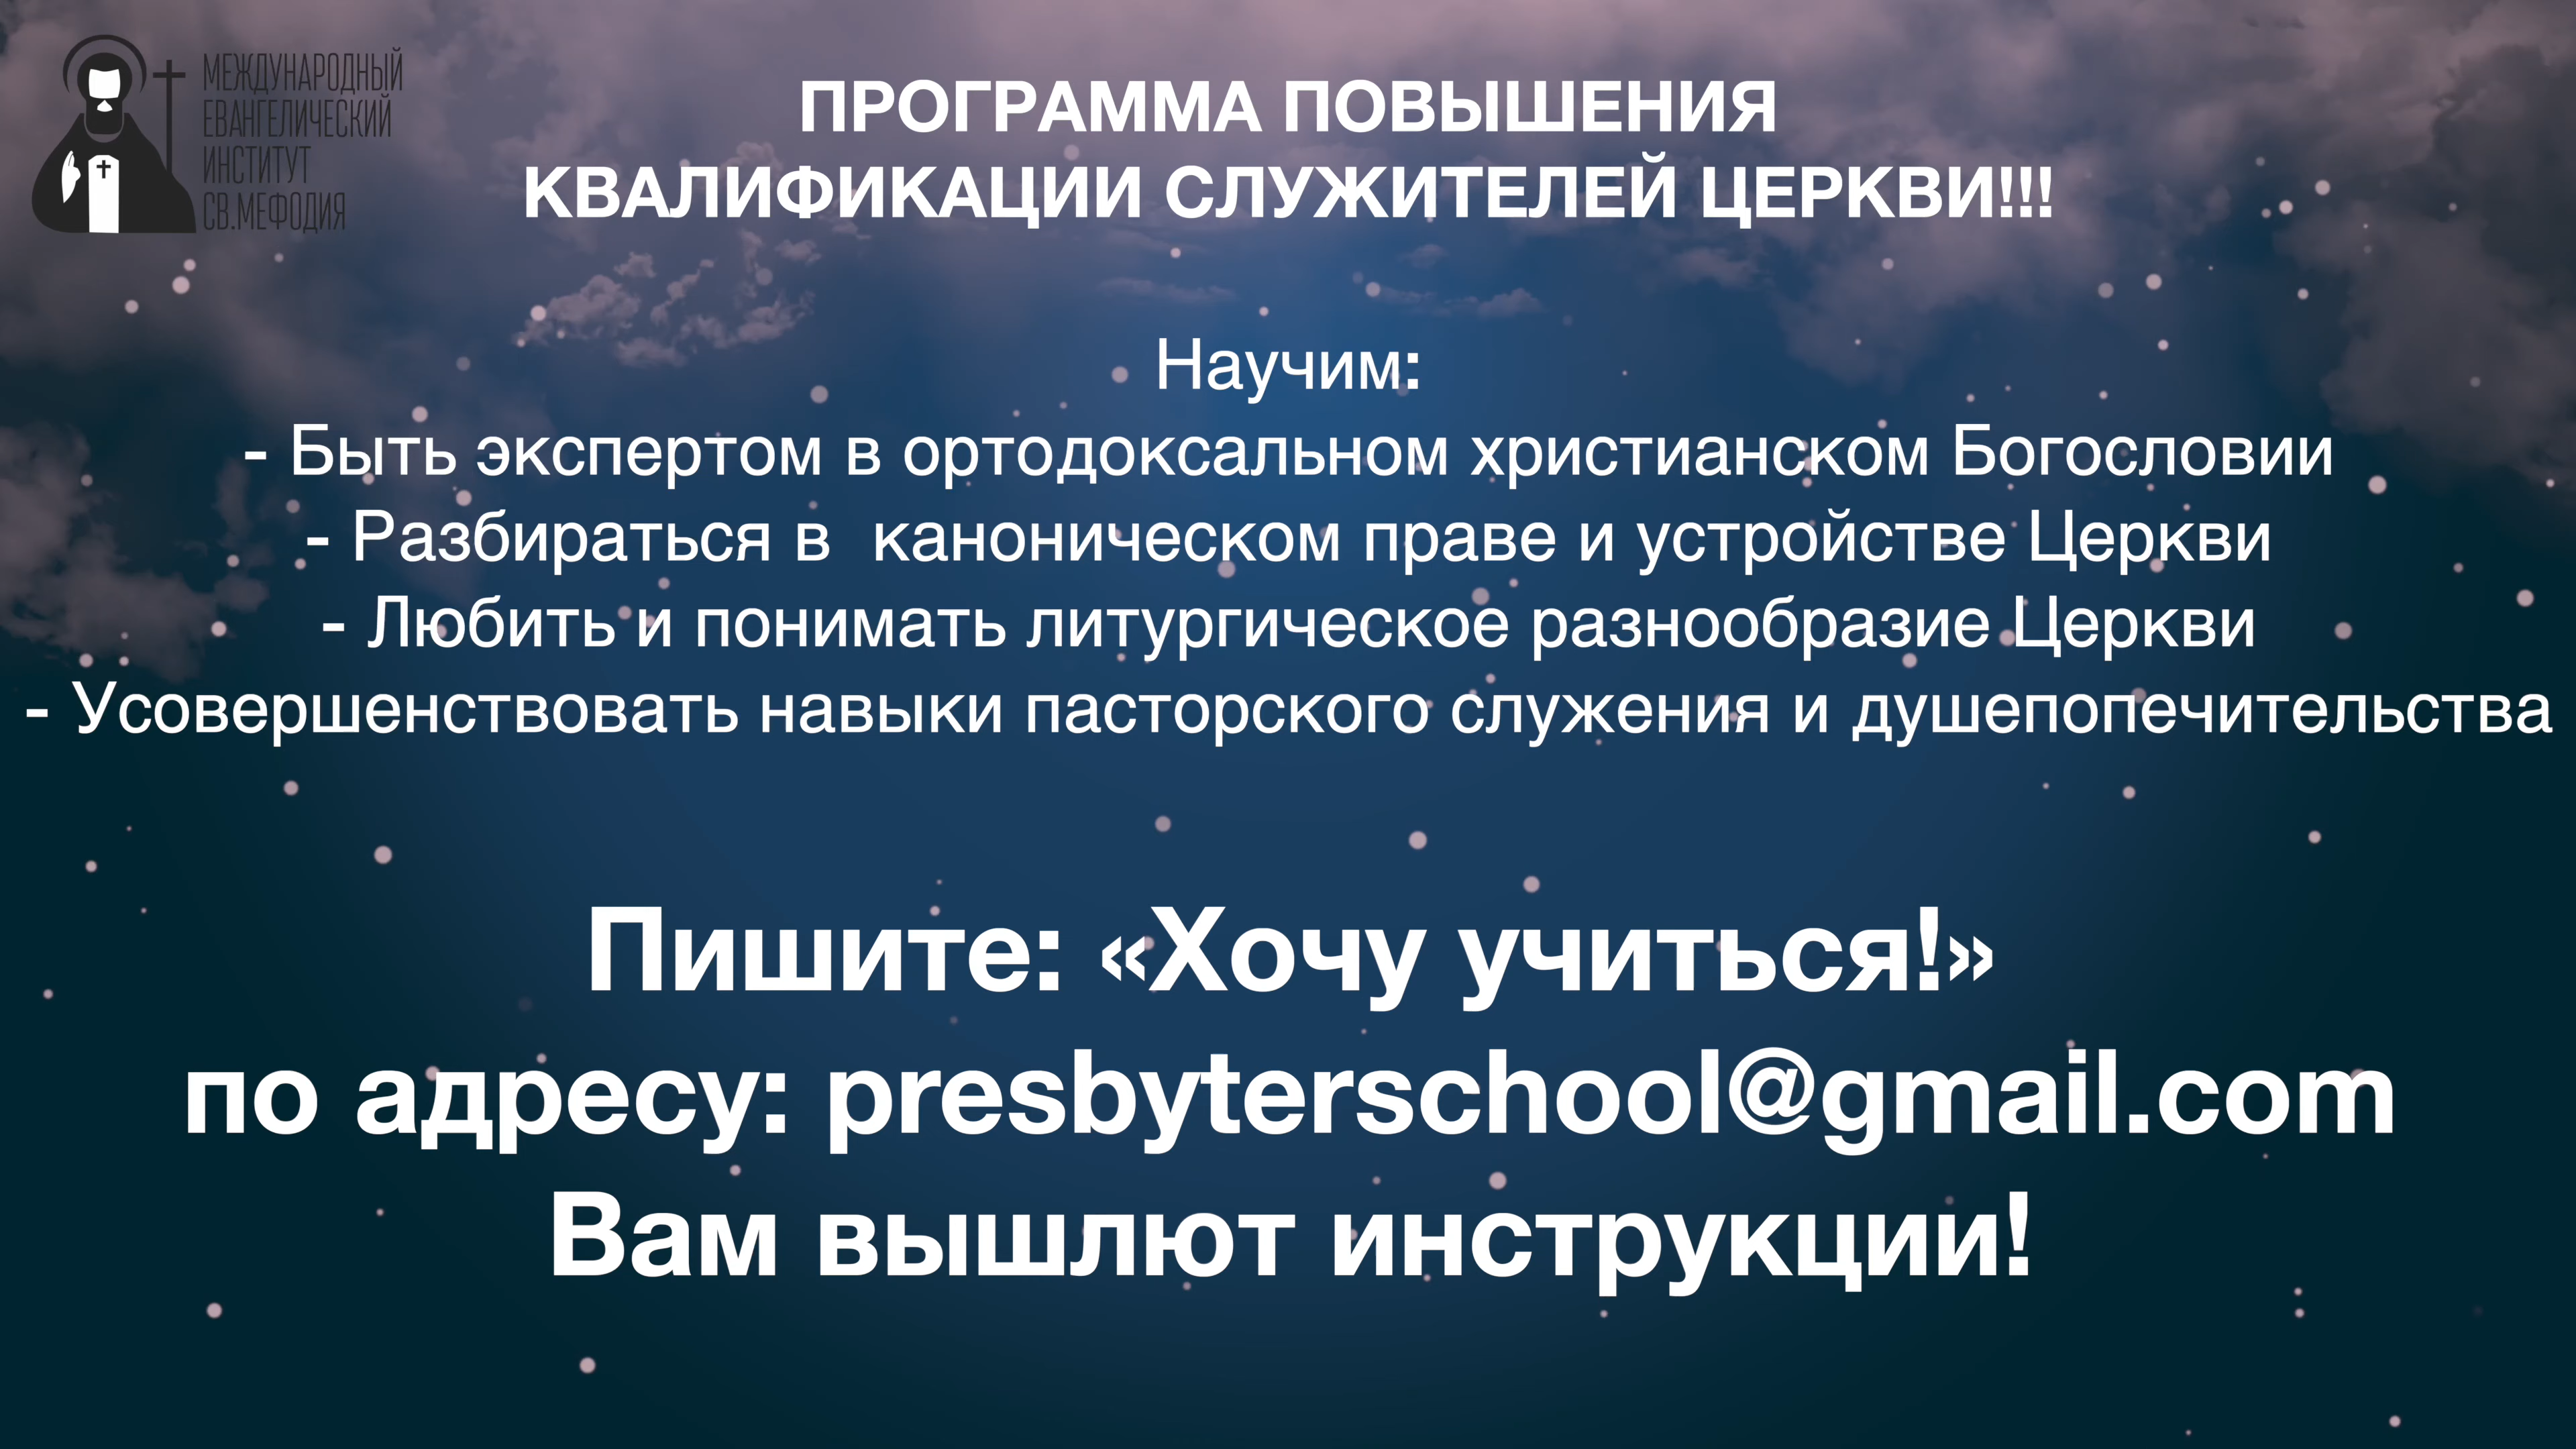 МЕЖДУНАРОДНЫЙ
ЕВАНГЕЛИЧЕСКИЙ
ИНСТИТУТ
СВ.МЕФОДИЯ
ПРОГРАММА ПОВЫШЕНИЯ
КВАЛИФИКАЦИИ СЛУЖИТЕЛЕЙ ЦЕРКВИ!!!
Научим:
- Быть экспертом в ортодоксальном христианском Богословии
- Разбираться в  каноническом праве и устройстве Церкви
- Любить и понимать литургическое разнообразие Церкви
- Усовершенствовать навыки пасторского служения и душепопечительства
Пишите: «Хочу учиться!»
по адресу: presbyterschool@gmail.com
Вам вышлют инструкции!